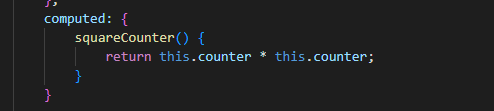 },
computed: {
squareCounter() {
return this.counter * this.counter;
}
}